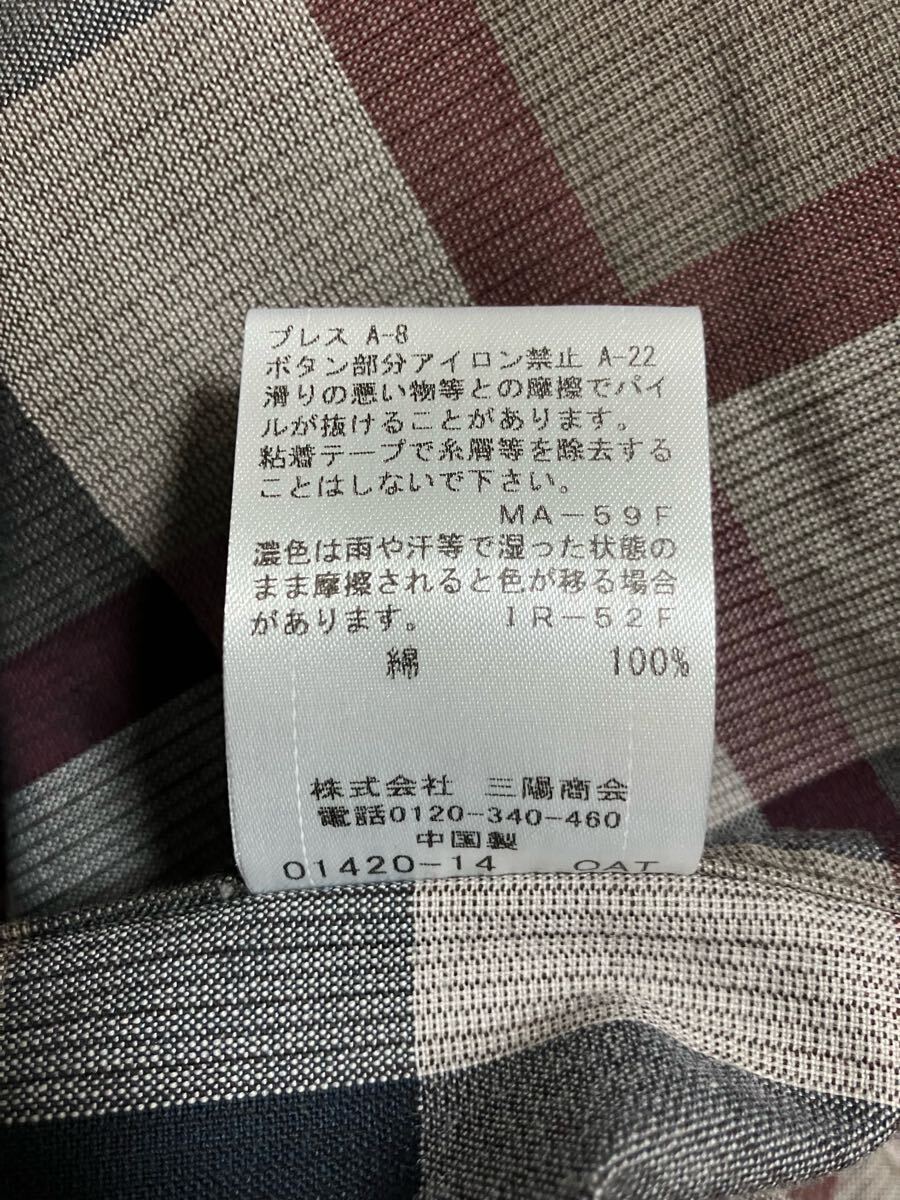 プレス A-8
ボタン部分アイロン禁止 A-22
滑りの悪い物等との摩擦でパイ
ルが抜けることがあります。
粘着テープで糸屑等を除去する
ことはしないで下さい。
MA-59F
濃色は雨や汗等で湿った状態の
まま摩擦されると色が移る場合
があります。 IR-52F
綿 100%
株式会社 三陽商会
電話0120-340-460
中国製
01420-14 OAT